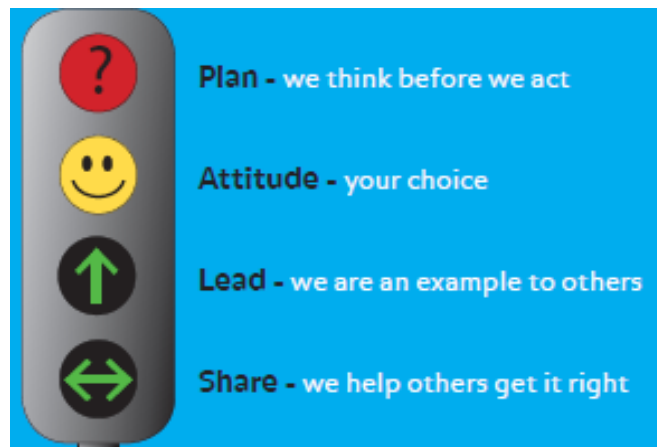 ?
Plan - we think before we act
Attitude - your choice
Lead - we are an example to others
Share - we help others get it right